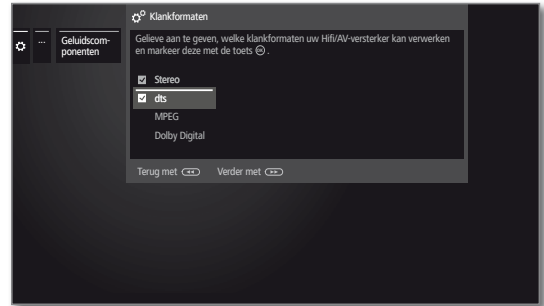 Klankformaten
...
Geluidscom-
ponenten
Gelieve aan te geven, welke klankformaten uw Hifi/AV-versterker kan verwerken
en markeer deze met de toets OK .
Stereo
dts
MPEG
Dolby Digital
Terug met Verder met